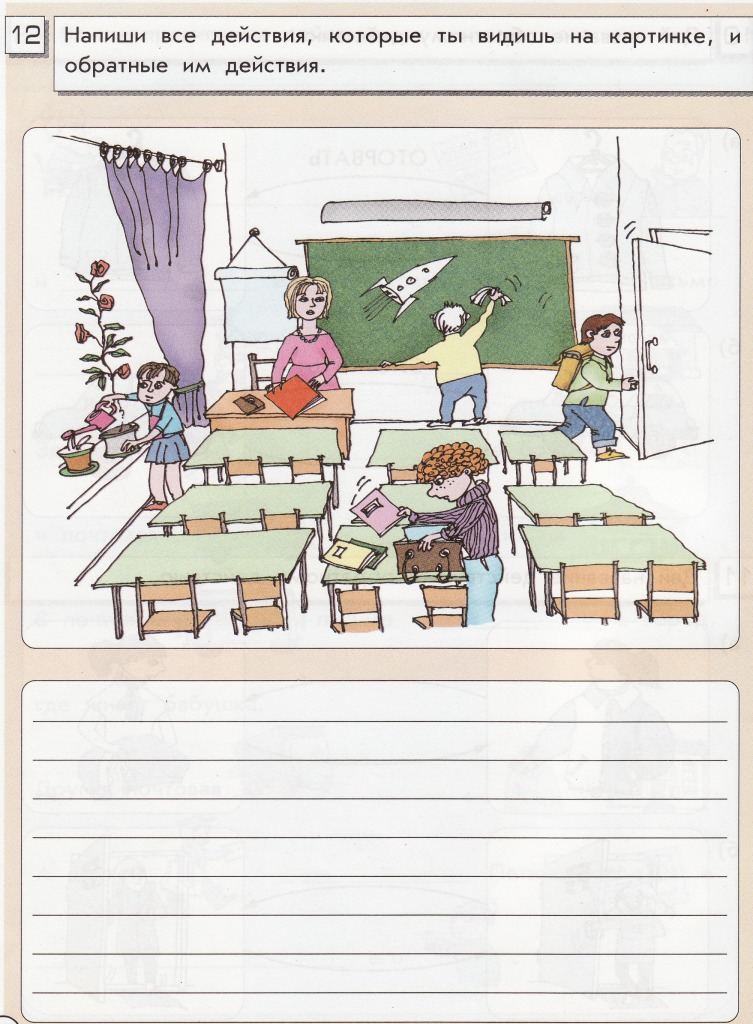 12 Напиши все действия, которые ты видишь на картинке, и
обратные им действия.